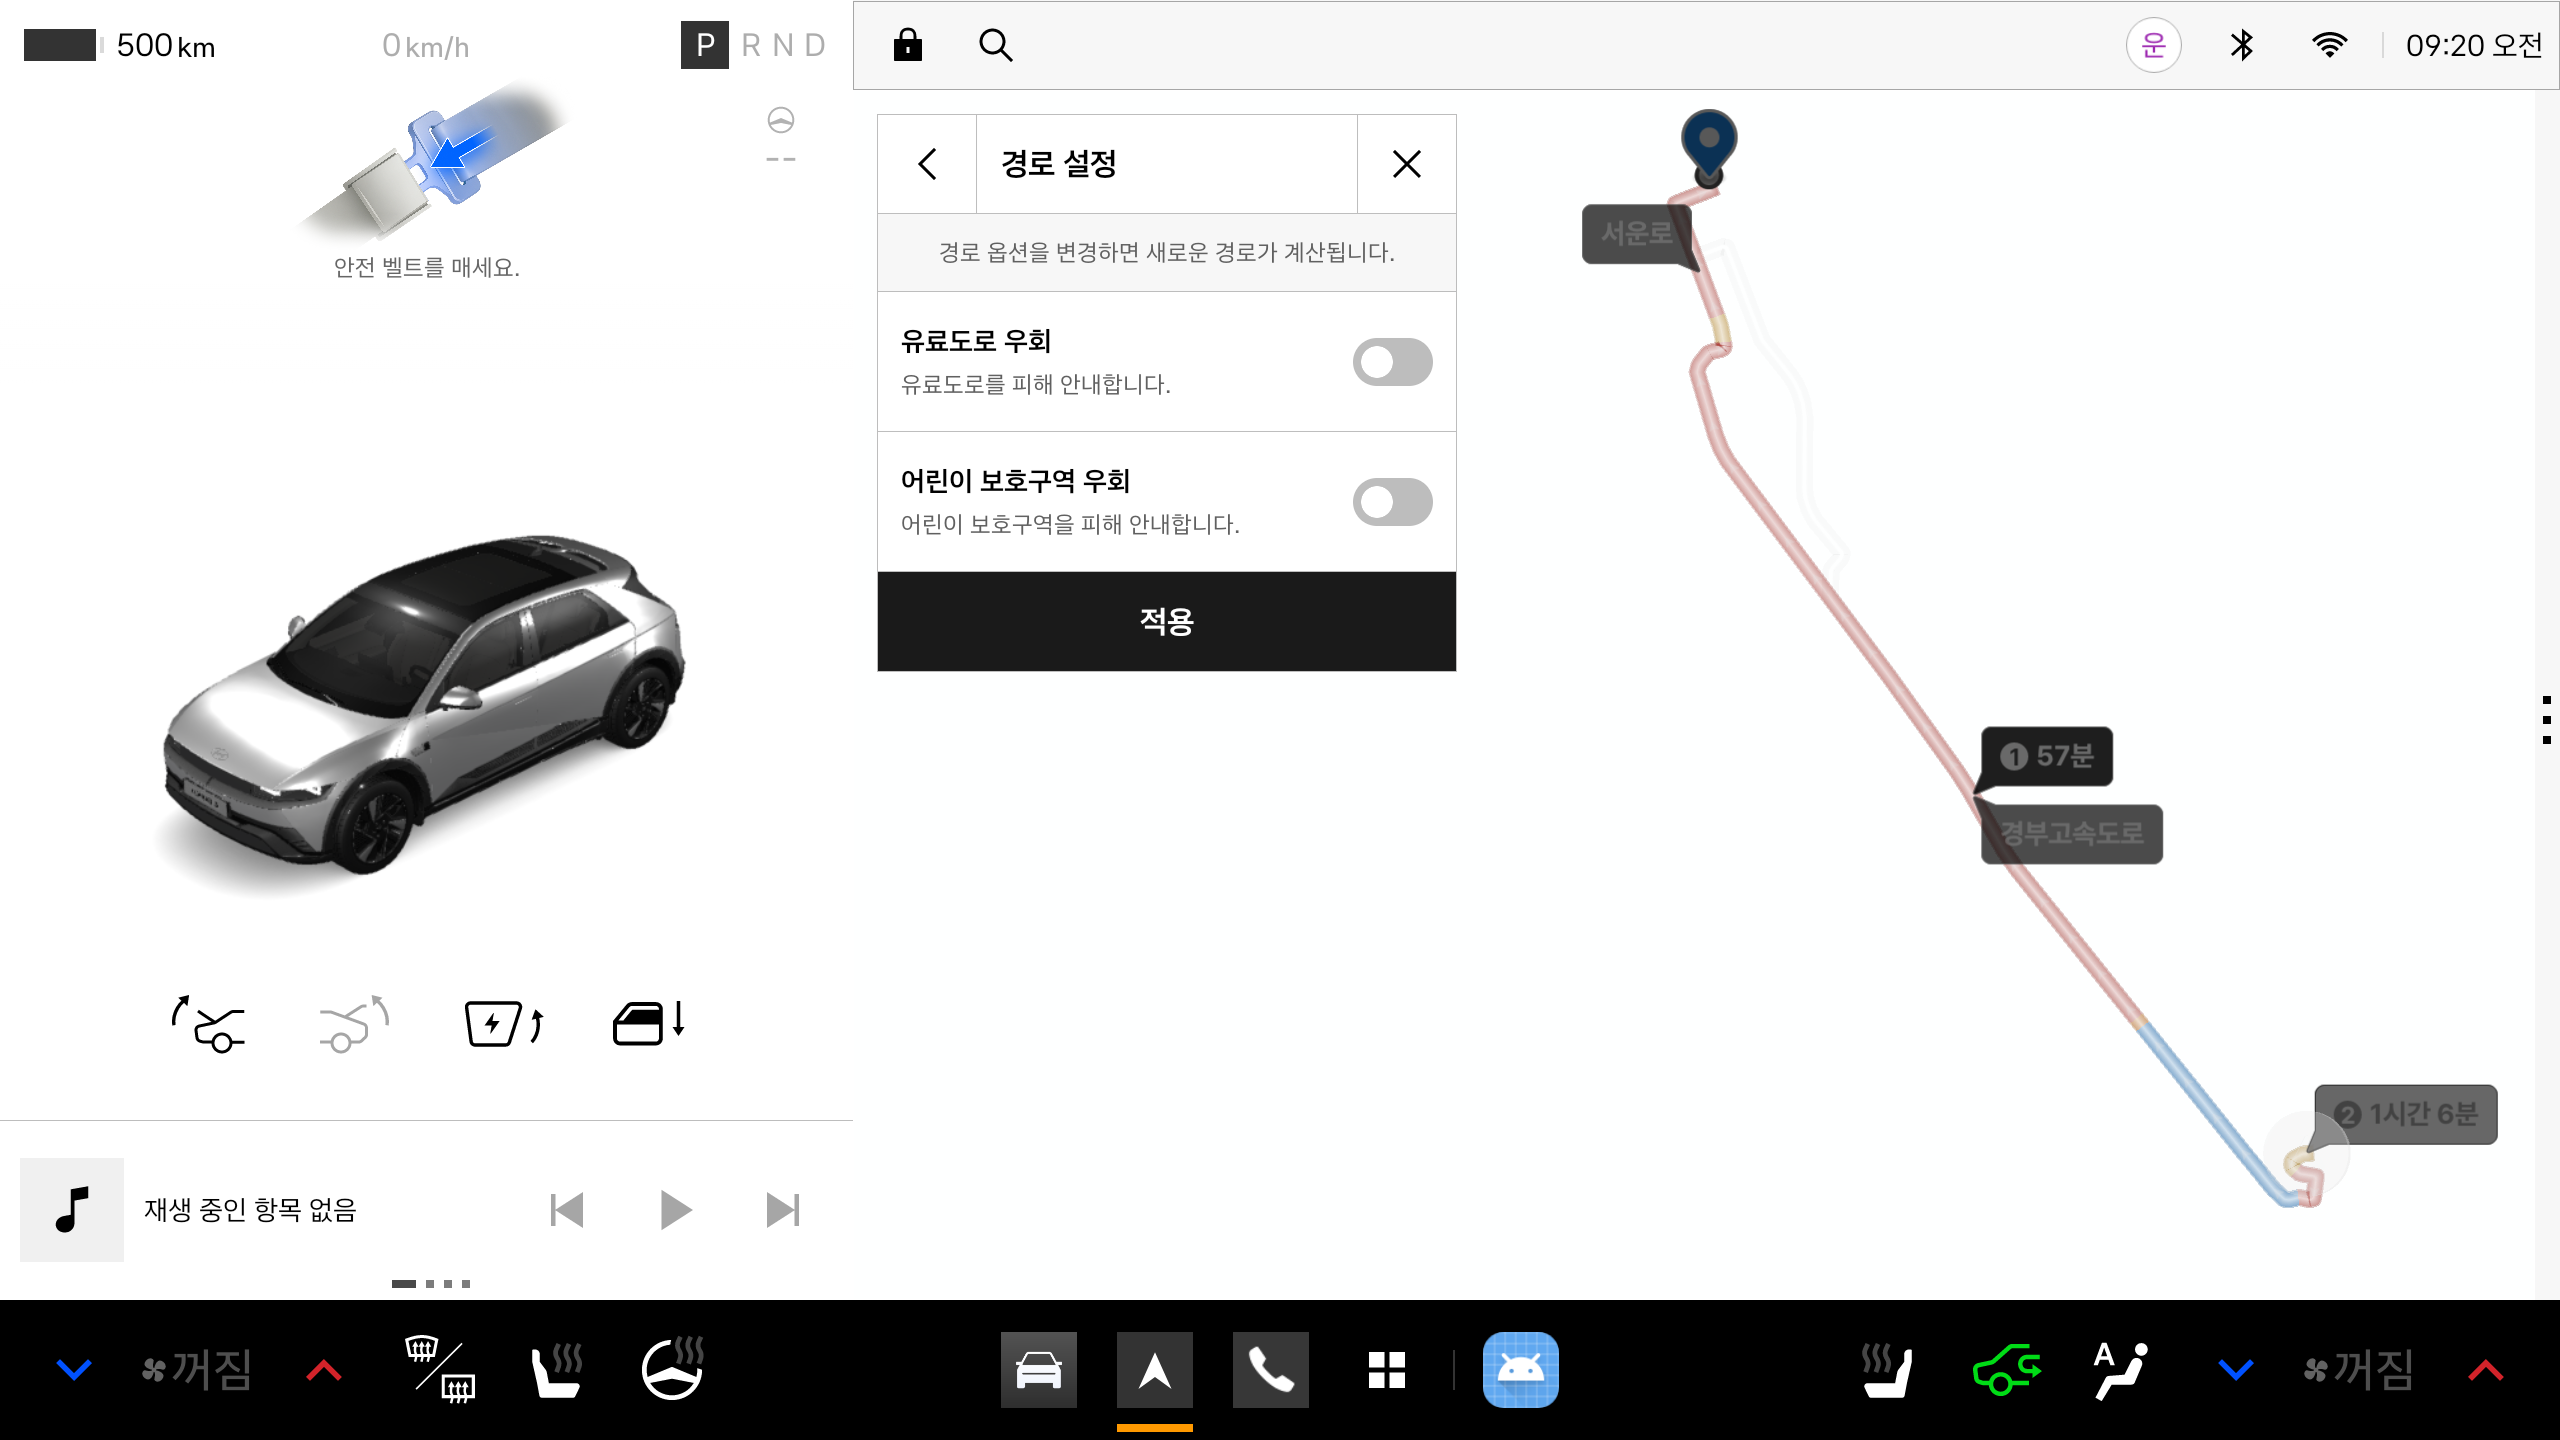 500 km
0 km/h
P R N D
운
09:20 오전
안전 벨트를 매세요.
경로 설정
경로 옵션을 변경하면 새로운 경로가 계산됩니다.
유료도로 우회
유료도로를 피해 안내합니다.
어린이 보호구역 우회
어린이 보호구역을 피해 안내합니다.
적용
서운로
1 57분
경부고속도로
2 1시간 6분
재생 중인 항목 없음
꺼짐
A
꺼짐